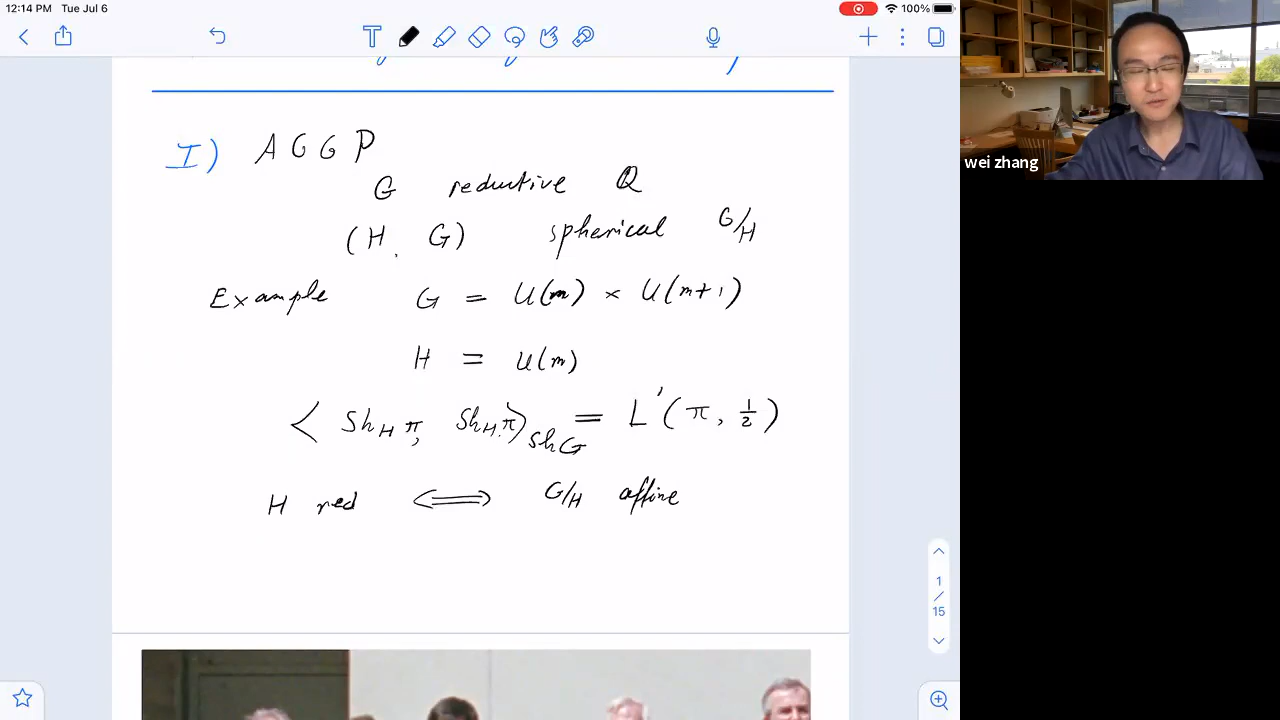 12:14 PM Tue Jul 6
100%
T
I) AGGP
G reductive Q
(H, G) spherical G/H
Example G = U(n) × U(n+1)
H = U(n)
< Sh_H,π, Sh_H,π >_Sh_G = L'(π, 1/2)
H red ⟺ G/H affine
1
/
15
wei zhang